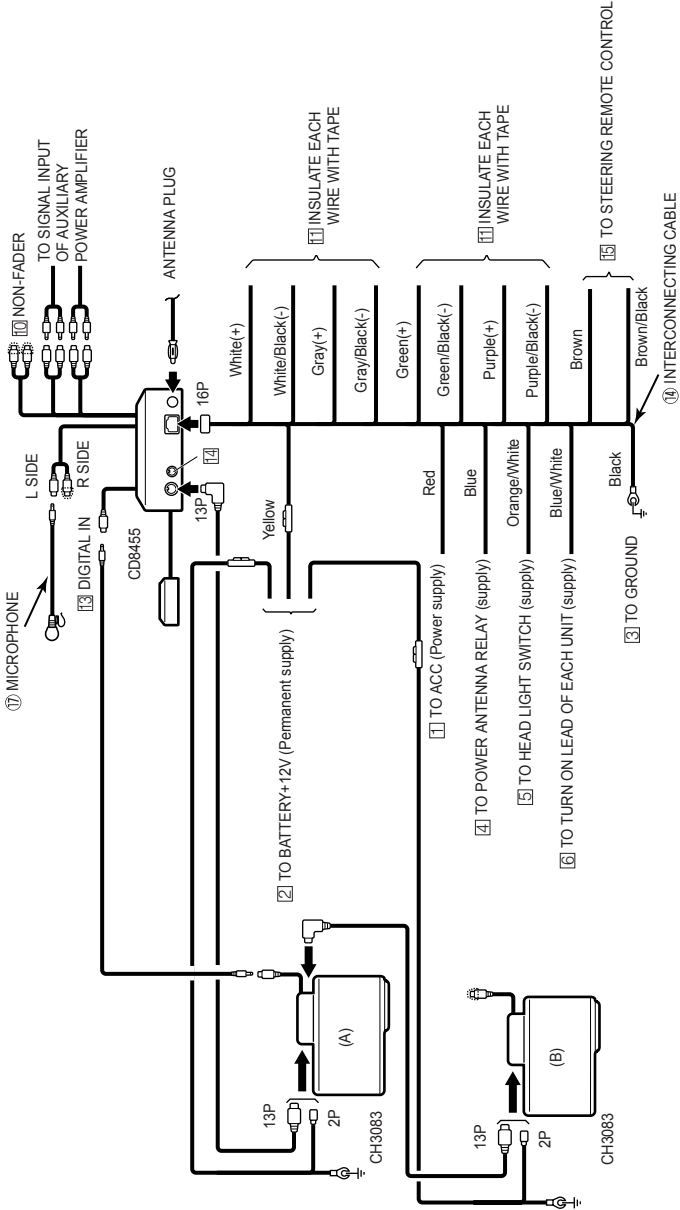 ⑰ MICROPHONE
L SIDE
R SIDE
10 NON-FADER
TO SIGNAL INPUT
OF AUXILIARY
POWER AMPLIFIER
13 DIGITAL IN
CD8455
ANTENNA PLUG
13P
14
16P
Yellow
White(+)
White/Black(-)
Gray(+)
Gray/Black(-)
11 INSULATE EACH
WIRE WITH TAPE
Green(+)
Green/Black(-)
Purple(+)
Purple/Black(-)
11 INSULATE EACH
WIRE WITH TAPE
Brown
Brown/Black
15 TO STEERING REMOTE CONTROL
⑭ INTERCONNECTING CABLE
2 TO BATTERY+12V (Permanent supply)
Red
1 TO ACC (Power supply)
Blue
4 TO POWER ANTENNA RELAY (supply)
Orange/White
5 TO HEAD LIGHT SWITCH (supply)
Blue/White
6 TO TURN ON LEAD OF EACH UNIT (supply)
Black
3 TO GROUND
13P
2P
(A)
CH3083
13P
2P
(B)
CH3083